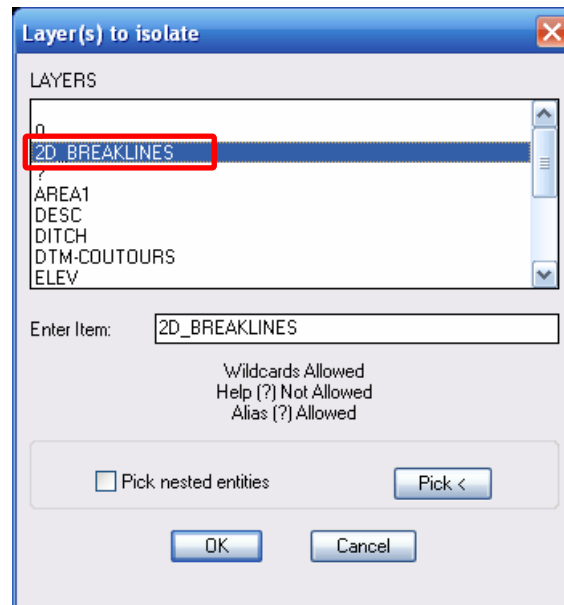 Layer(s) to isolate
LAYERS
0
2D_BREAKLINES
?
AREA1
DESC
DITCH
DTM-COUTOURS
ELEV
Enter Item: 2D_BREAKLINES
Wildcards Allowed
Help (?) Not Allowed
Alias (?) Allowed
Pick nested entities Pick <
OK Cancel